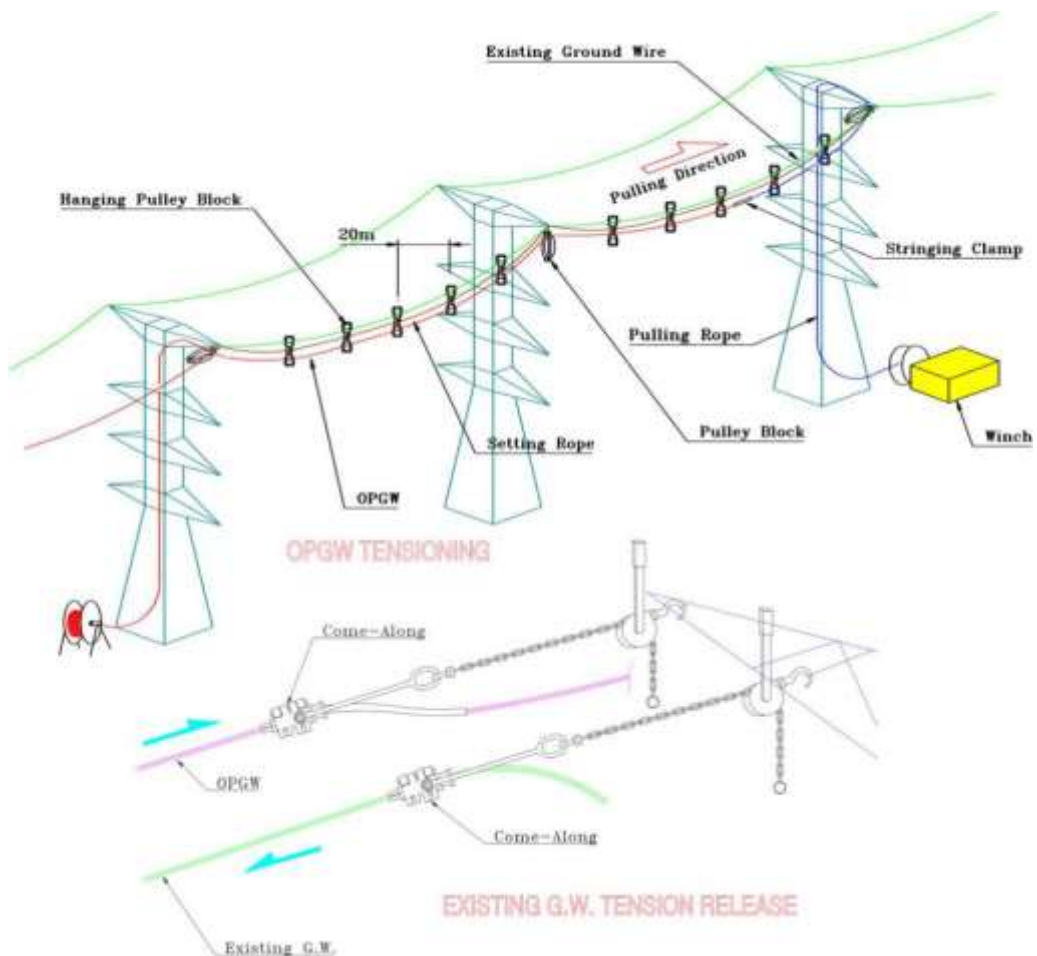 Existing Ground Wire
Pulling Direction
Hanging Pulley Block
20m
Stringing Clamp
Pulling Rope
Pulley Block
Winch
Setting Rope
OPGW
OPGW TENSIONING
Come-Along
OPGW
Come-Along
EXISTING G.W. TENSION RELEASE
Existing G.W.